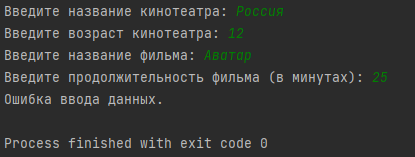 Введите название кинотеатра: Россия
Введите возраст кинотеатра: 12
Введите название фильма: Аватар
Введите продолжительность фильма (в минутах): 25
Ошибка ввода данных.
Process finished with exit code 0